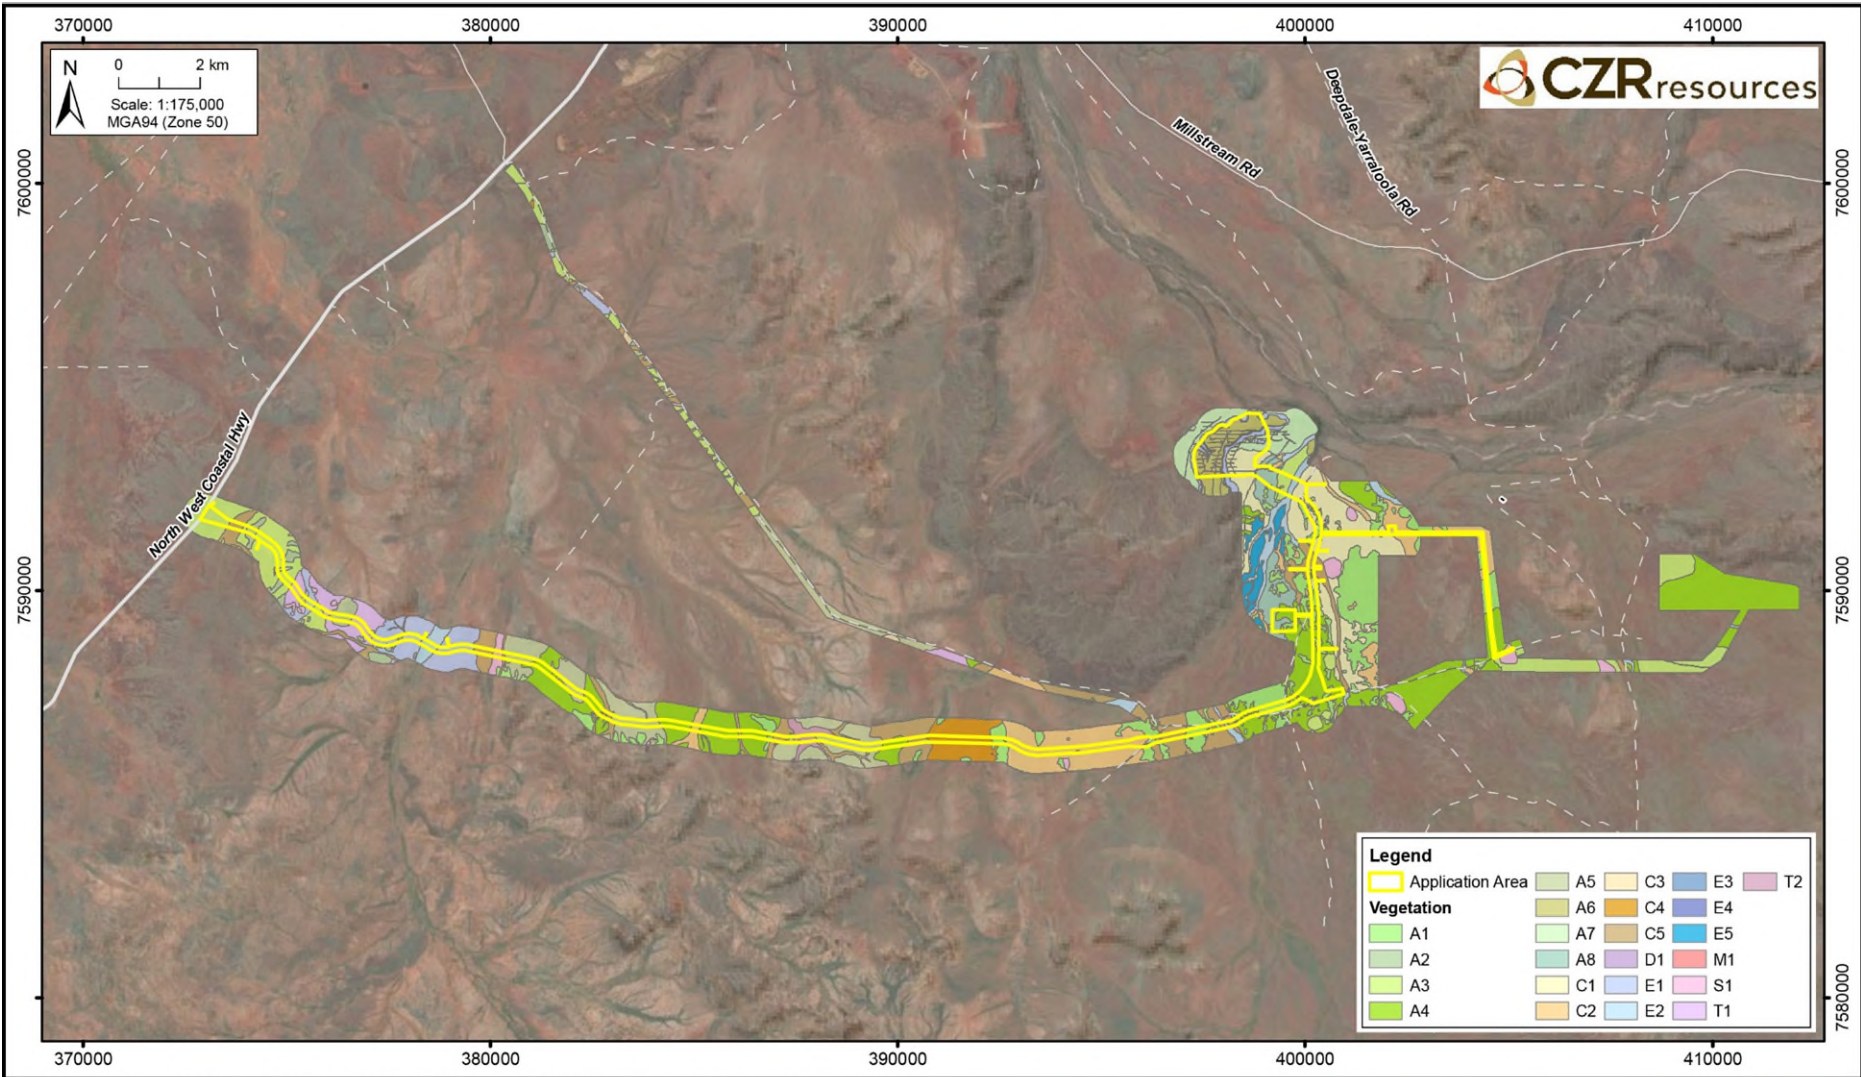 370000
380000
390000
400000
410000
N
0 2 km
Scale: 1:175,000
MGA94 (Zone 50)
CZR resources
Deepdale-Yarraloola Rd
Millstream Rd
7600000
7600000
North West Coastal Hwy
7590000
7590000
Legend
Application Area
Vegetation
A1
A2
A3
A4
A5
A6
A7
A8
C1
C2
C3
C4
C5
D1
E1
E2
E3
E4
E5
M1
S1
T1
T2
7580000
370000
380000
390000
400000
410000